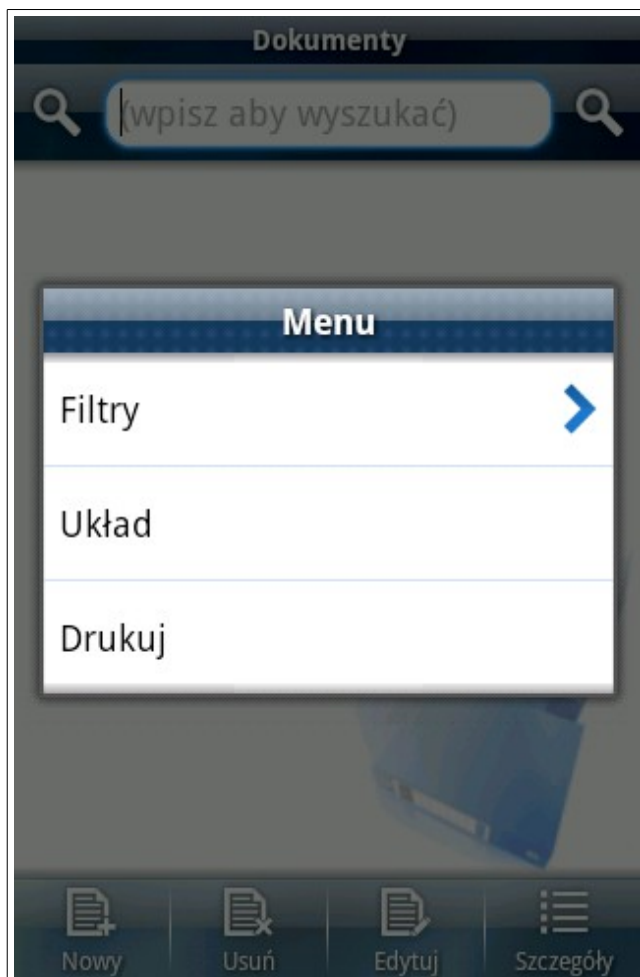 Dokumenty
(wpisz aby wyszukać)
Menu
Filtry
Układ
Drukuj
Nowy
Usuń
Edytuj
Szczegóły